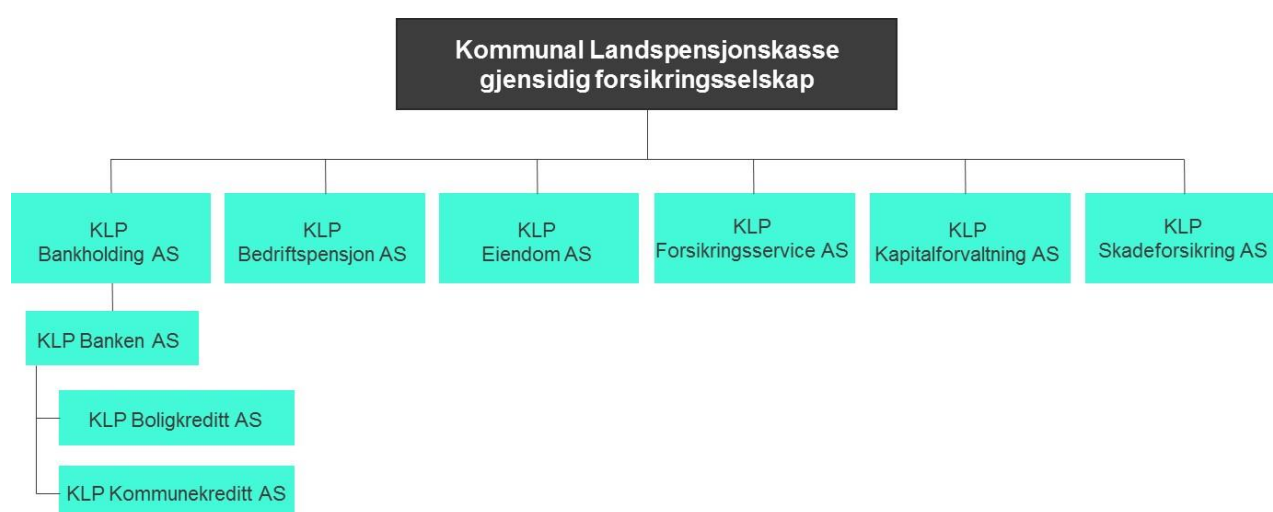 Kommunal Landspensjonskasse
gjensidig forsikringsselskap
KLP
Bankholding AS
KLP
Bedriftspensjon AS
KLP
Eiendom AS
KLP
Forsikringsservice AS
KLP
Kapitalforvaltning AS
KLP
Skadeforsikring AS
KLP Banken AS
KLP Boligkreditt AS
KLP Kommunekreditt AS